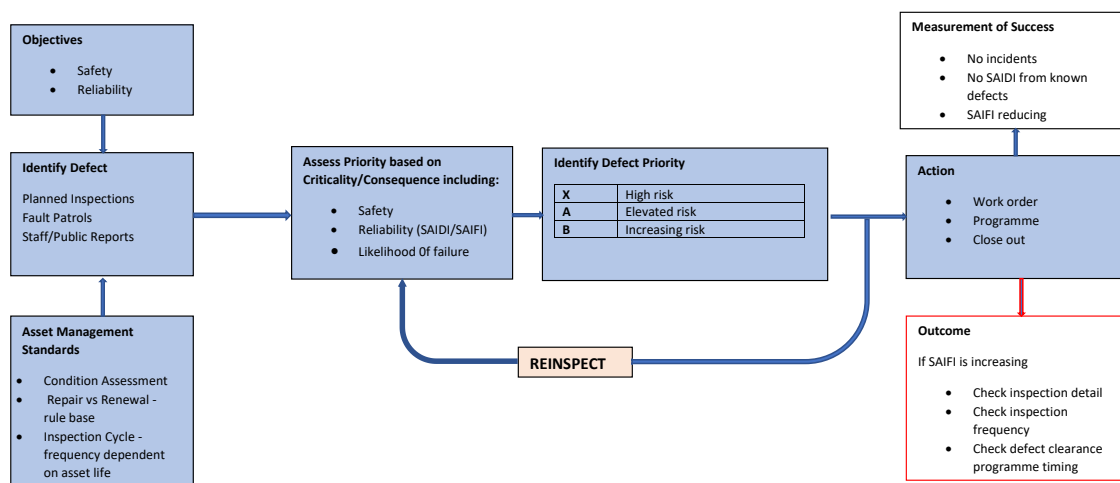 Objectives
• Safety
• Reliability
Identify Defect
Planned Inspections
Fault Patrols
Staff/Public Reports
Asset Management
Standards
• Condition Assessment
• Repair vs Renewal -
rule base
• Inspection Cycle -
frequency dependent
on asset life
Assess Priority based on
Criticality/Consequence including:
• Safety
• Reliability (SAIDI/SAIFI)
• Likelihood 0f failure
Identify Defect Priority
X High risk
A Elevated risk
B Increasing risk
REINSPECT
Measurement of Success
• No incidents
• No SAIDI from known
defects
• SAIFI reducing
Action
• Work order
• Programme
• Close out
Outcome
If SAIFI is increasing
• Check inspection detail
• Check inspection
frequency
• Check defect clearance
programme timing